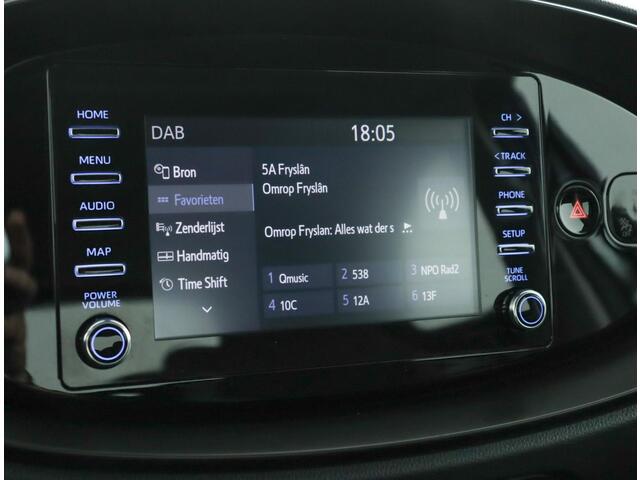 HOME
MENU
AUDIO
MAP
POWER
VOLUME
DAB 18:05
Bron
Favorieten
Zenderlijst
Handmatig
Time Shift
5A Fryslân
Omrop Fryslân
Omrop Fryslan: Alles wat der s
1 Qmusic 2 538 3 NPO Rad2
4 10C 5 12A 6 13F
CH >
< TRACK
PHONE
SETUP
TUNE
SCROLL